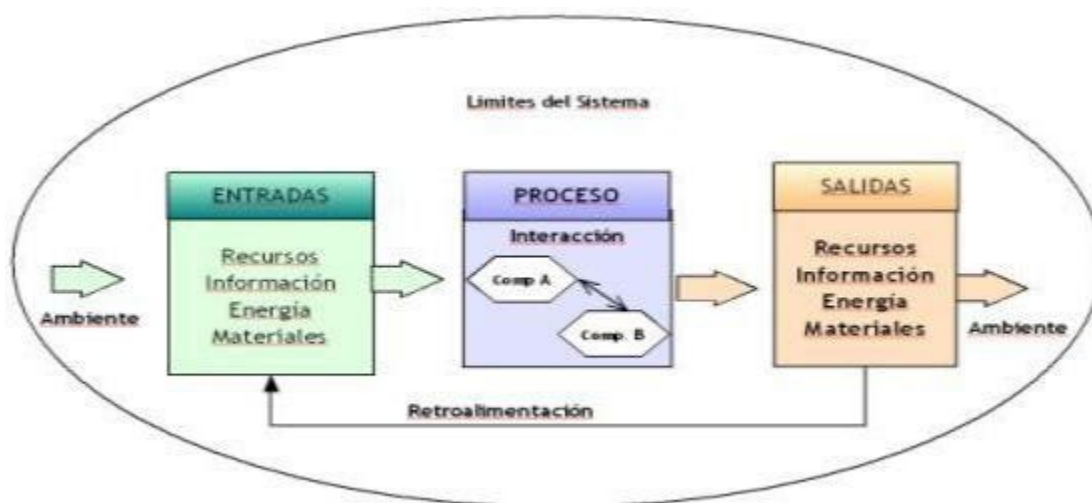 Limites del Sistema
ENTRADAS
Recursos
Información
Energía
Materiales
PROCESO
Interacción
Comp A
Comp. B
SALIDAS
Recursos
Información
Energía
Materiales
Ambiente
Ambiente
Retroalimentación